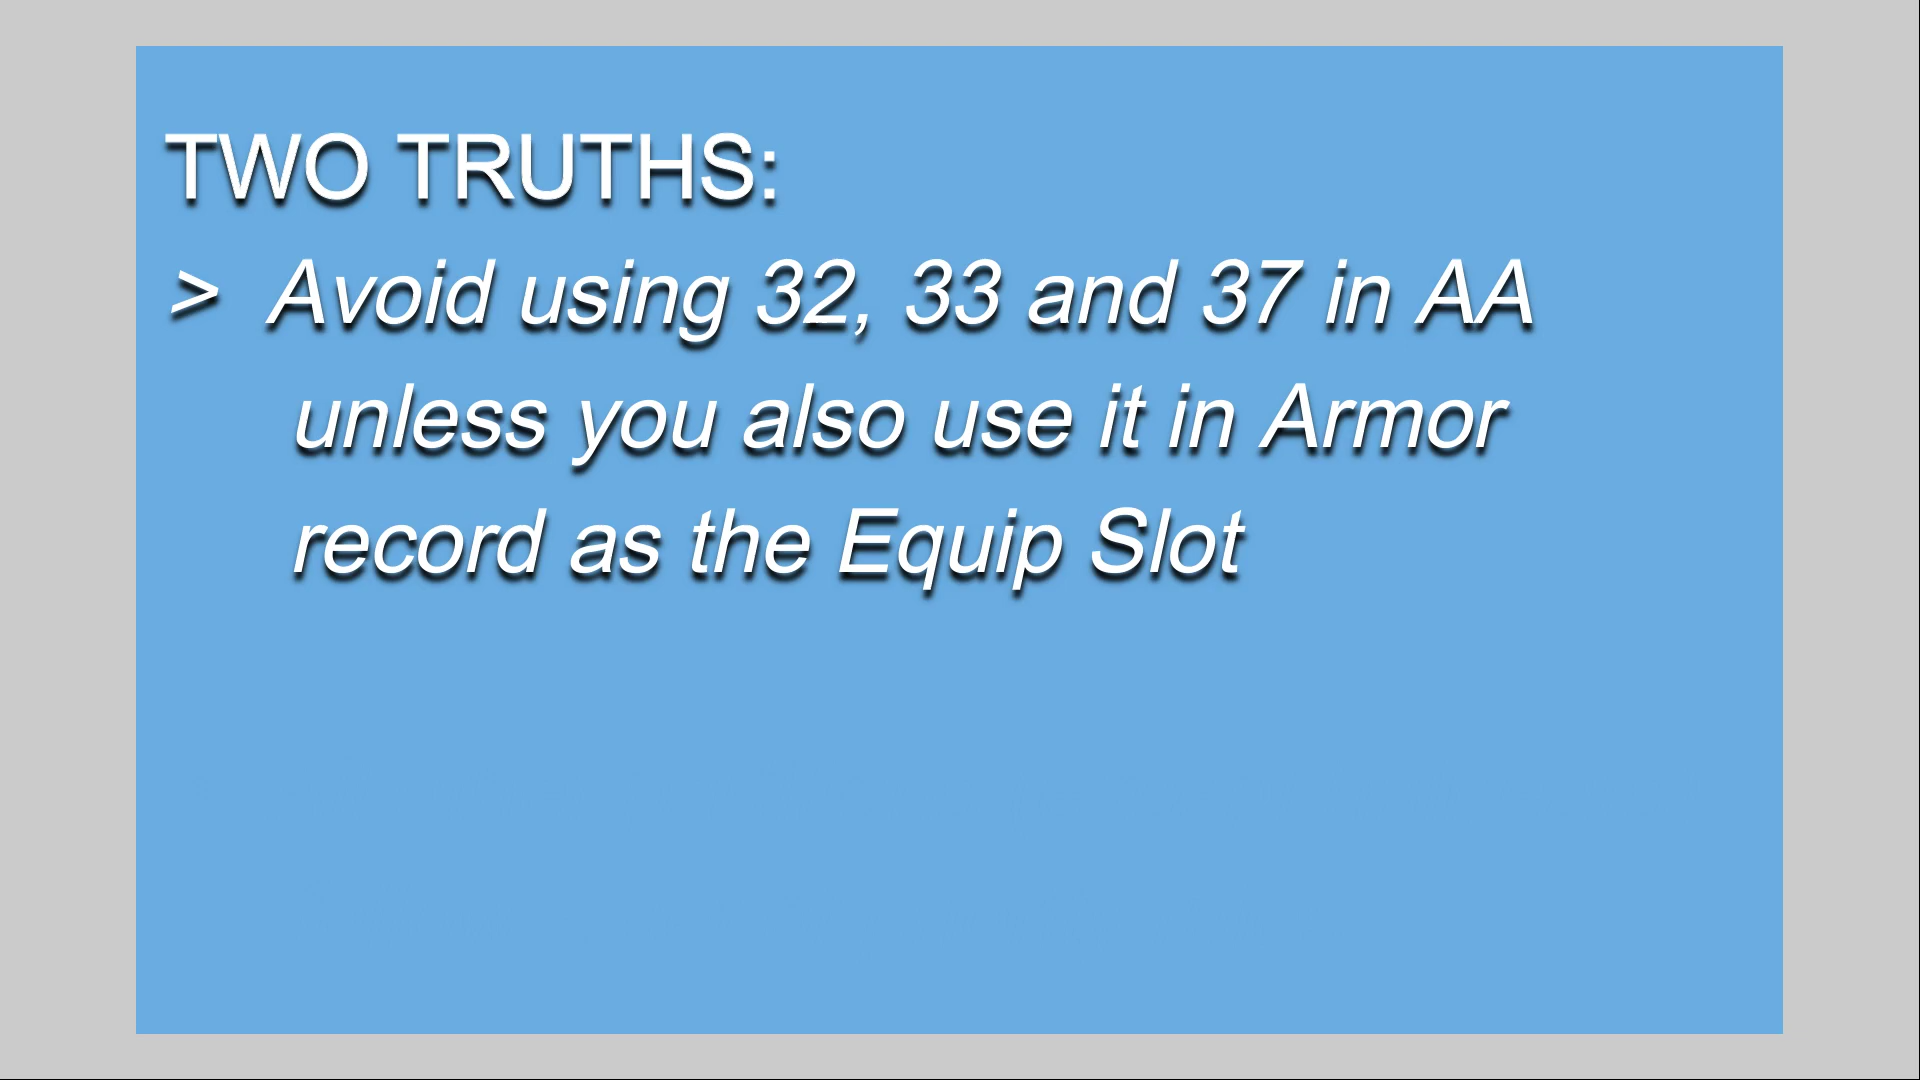 TWO TRUTHS:
> Avoid using 32, 33 and 37 in AA
unless you also use it in Armor
record as the Equip Slot